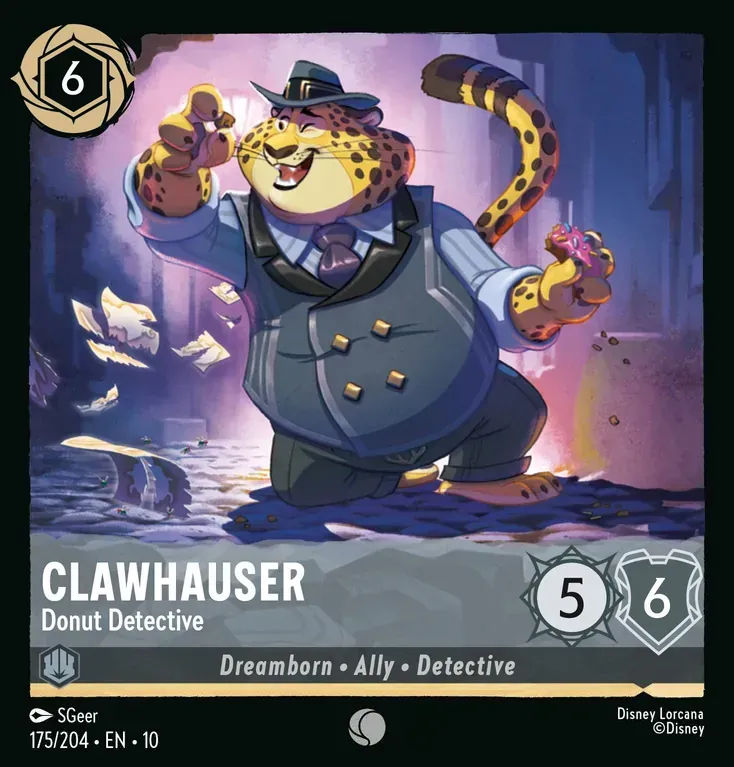 6
CLAWHAUSER
Donut Detective
5
6
Dreamborn • Ally • Detective
SGeer
175/204 • EN • 10
Disney Lorcana
©Disney